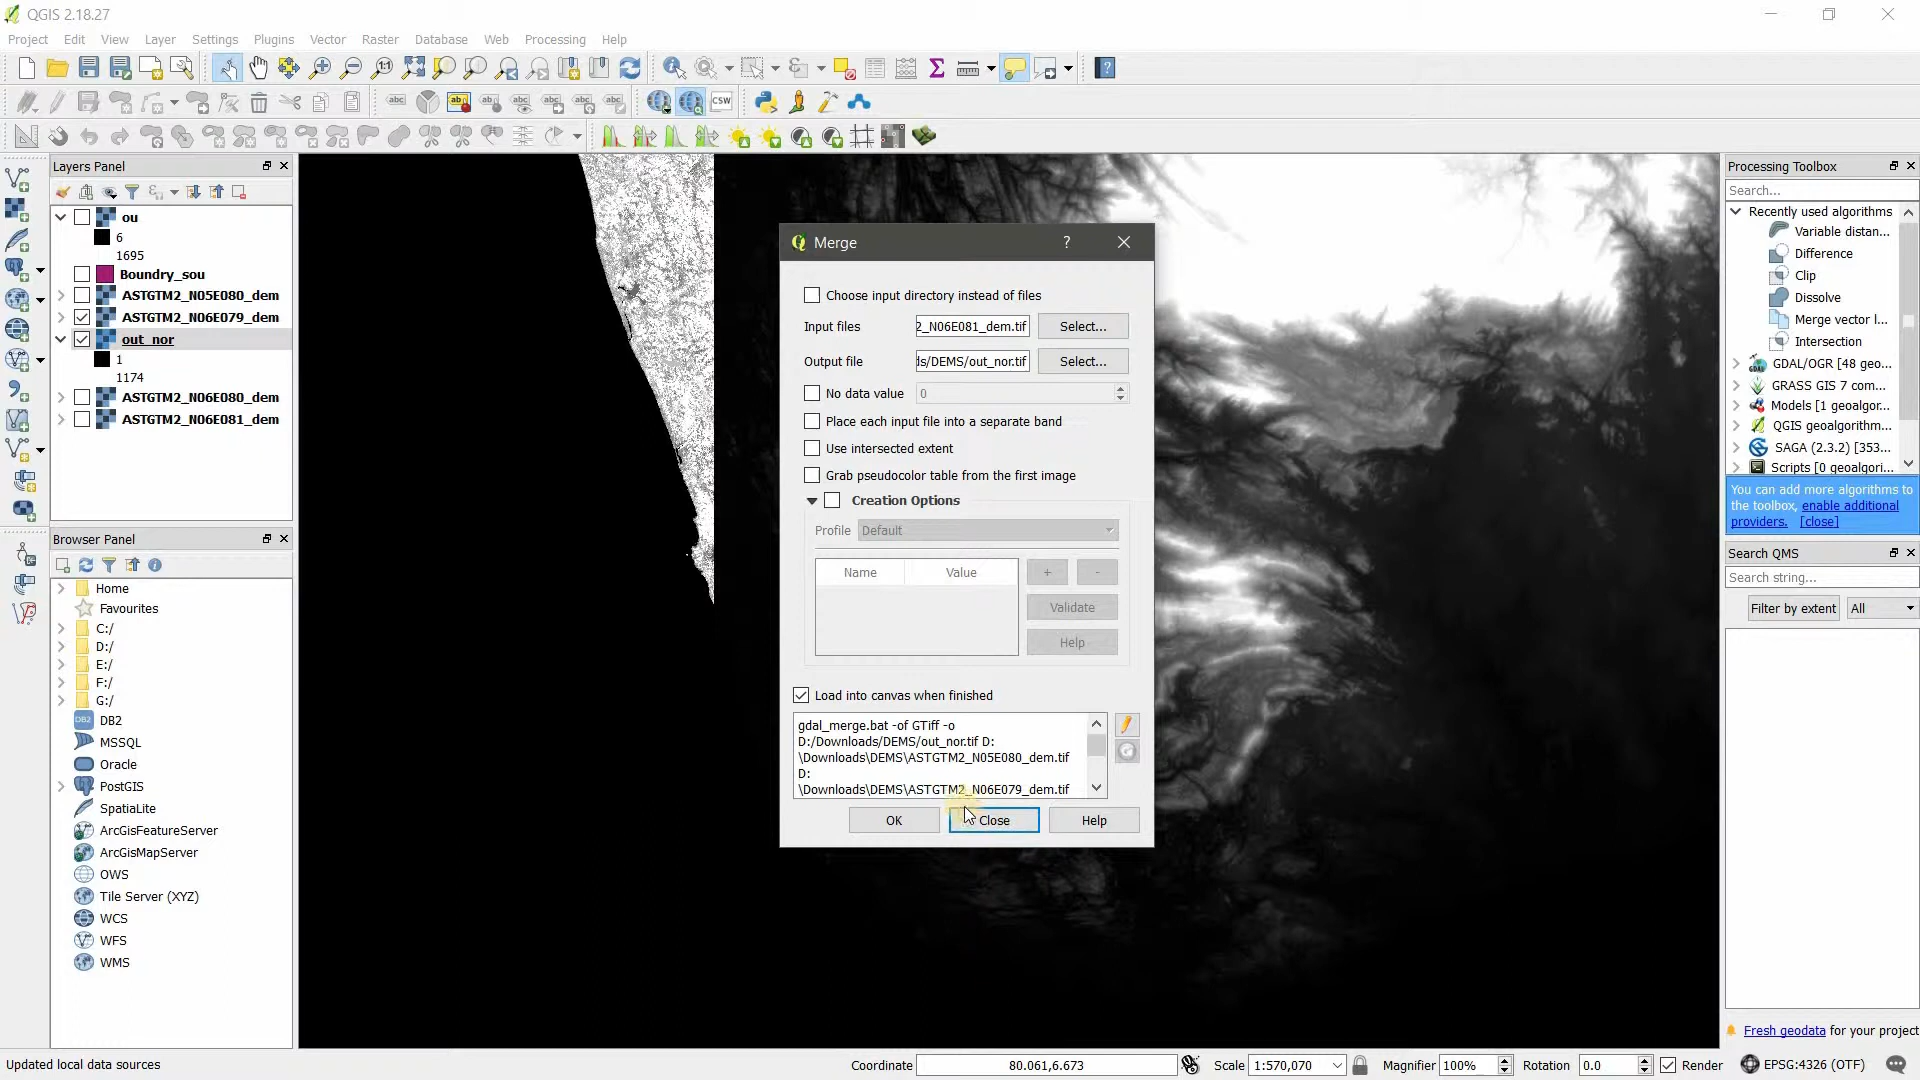 QGIS 2.18.27
Project Edit View Layer Settings Plugins Vector Raster Database Web Processing Help
Layers Panel
ou
6
1695
Boundry_sou
ASTGTM2_N05E080_dem
ASTGTM2_N06E079_dem
out_nor
1
1174
ASTGTM2_N06E080_dem
ASTGTM2_N06E081_dem
Browser Panel
Home
Favourites
C:/
D:/
E:/
F:/
G:/
DB2
MSSQL
Oracle
PostGIS
SpatiaLite
ArcGisFeatureServer
ArcGisMapServer
OWS
Tile Server (XYZ)
WCS
WFS
WMS
Merge
?
Choose input directory instead of files
Input files 2_N06E081_dem.tif Select...
Output file ds/DEMS/out_nor.tif Select...
No data value 0
Place each input file into a separate band
Use intersected extent
Grab pseudocolor table from the first image
Creation Options
Profile Default
Name Value + -
Validate
Help
Load into canvas when finished
gdal_merge.bat -of GTiff -o
D:/Downloads/DEMS/out_nor.tif D:
\Downloads\DEMS\ASTGTM2_N05E080_dem.tif
D:
\Downloads\DEMS\ASTGTM2_N06E079_dem.tif
OK Close Help
Processing Toolbox
Search...
Recently used algorithms
Variable distan...
Difference
Clip
Dissolve
Merge vector l...
Intersection
GDAL/OGR [48 geo...
GRASS GIS 7 com...
Models [1 geoalgor...
QGIS geoalgorithm...
SAGA (2.3.2) [353...
Scripts [0 geoalgori...
You can add more algorithms to
the toolbox, enable additional
providers. [close]
Search QMS
Search string...
Filter by extent All
Fresh geodata for your project
Updated local data sources
Coordinate 80.061,6.673 Scale 1:570,070 Magnifier 100% Rotation 0.0 Render EPSG:4326 (OTF)